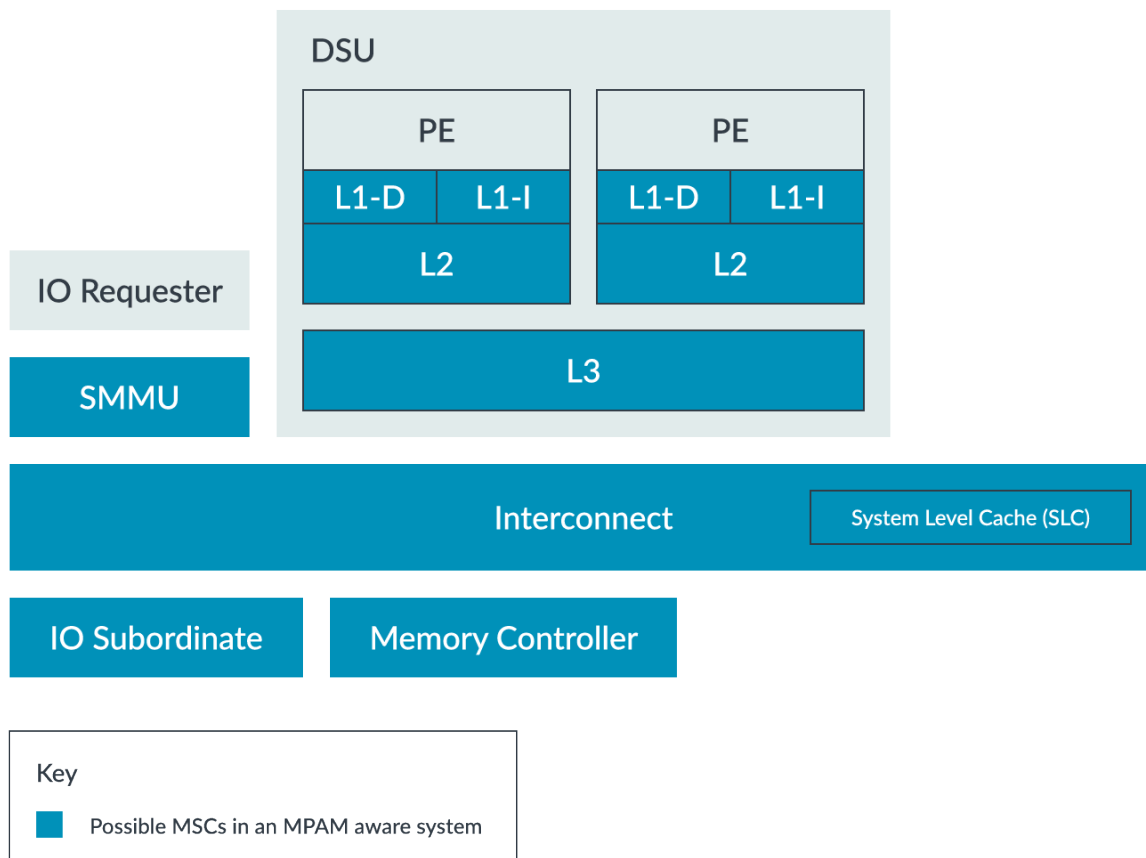 DSU
PE PE
L1-D L1-I L1-D L1-I
L2 L2
IO Requester
L3
SMMU
Interconnect
System Level Cache (SLC)
IO Subordinate Memory Controller
Key
Possible MSCs in an MPAM aware system